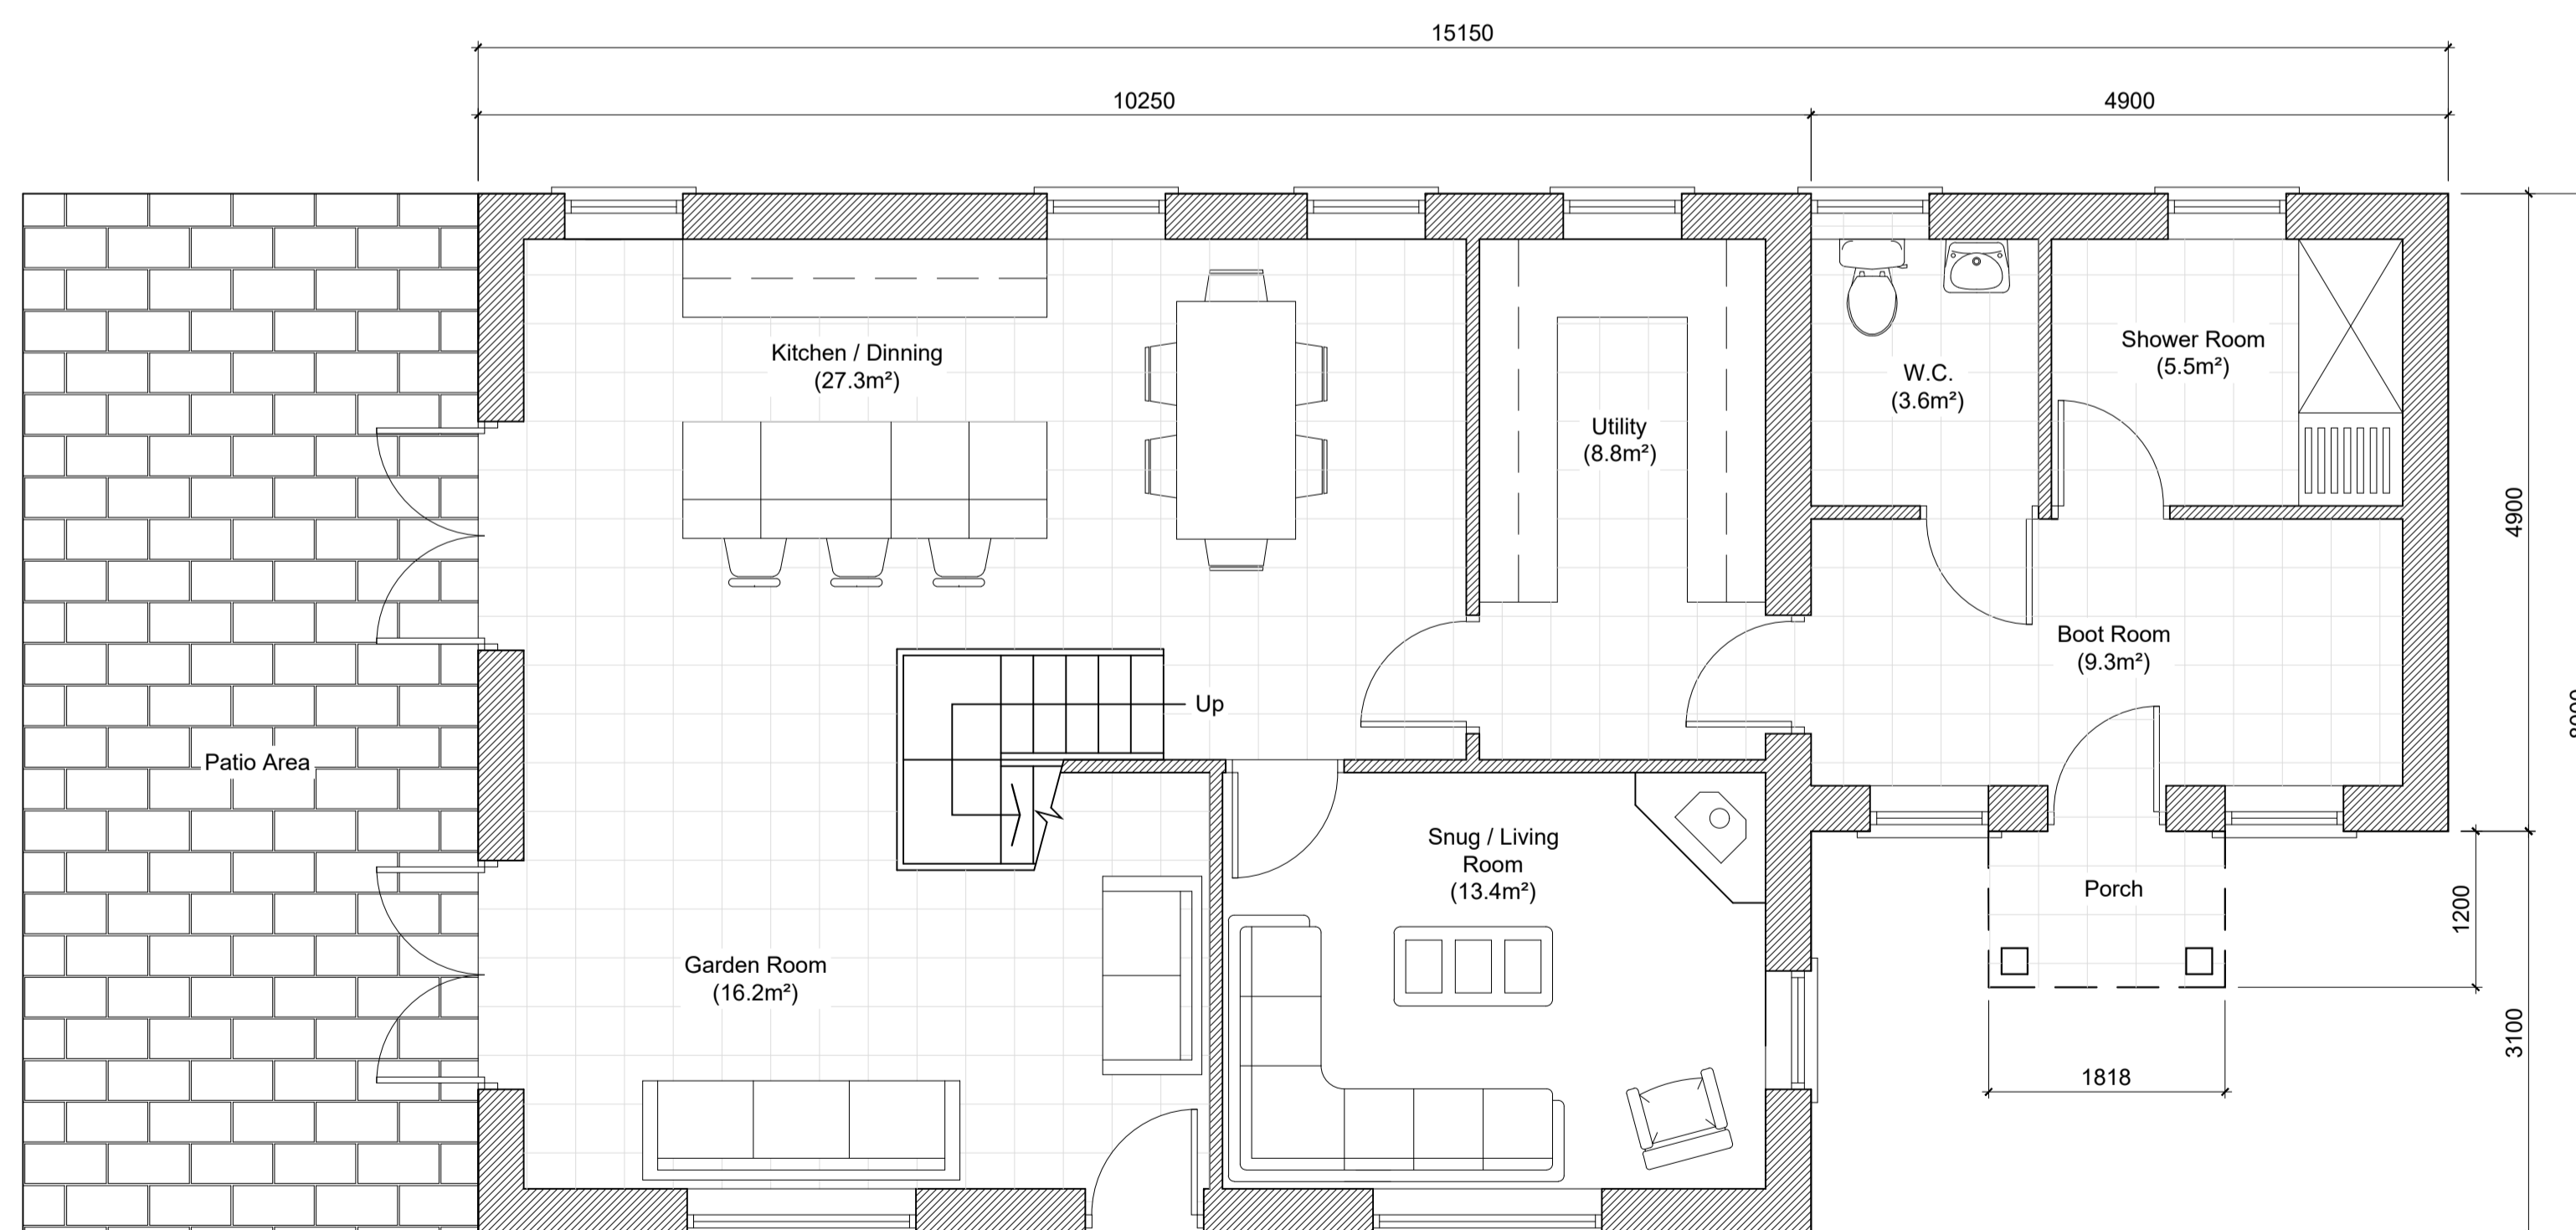 15150
10250
4900
Kitchen / Dinning
(27.3m²)
Utility
(8.8m²)
W.C.
(3.6m²)
Shower Room
(5.5m²)
4900
Boot Room
(9.3m²)
Up
Patio Area
Snug / Living
Room
(13.4m²)
Porch
1200
Garden Room
(16.2m²)
3100
1818